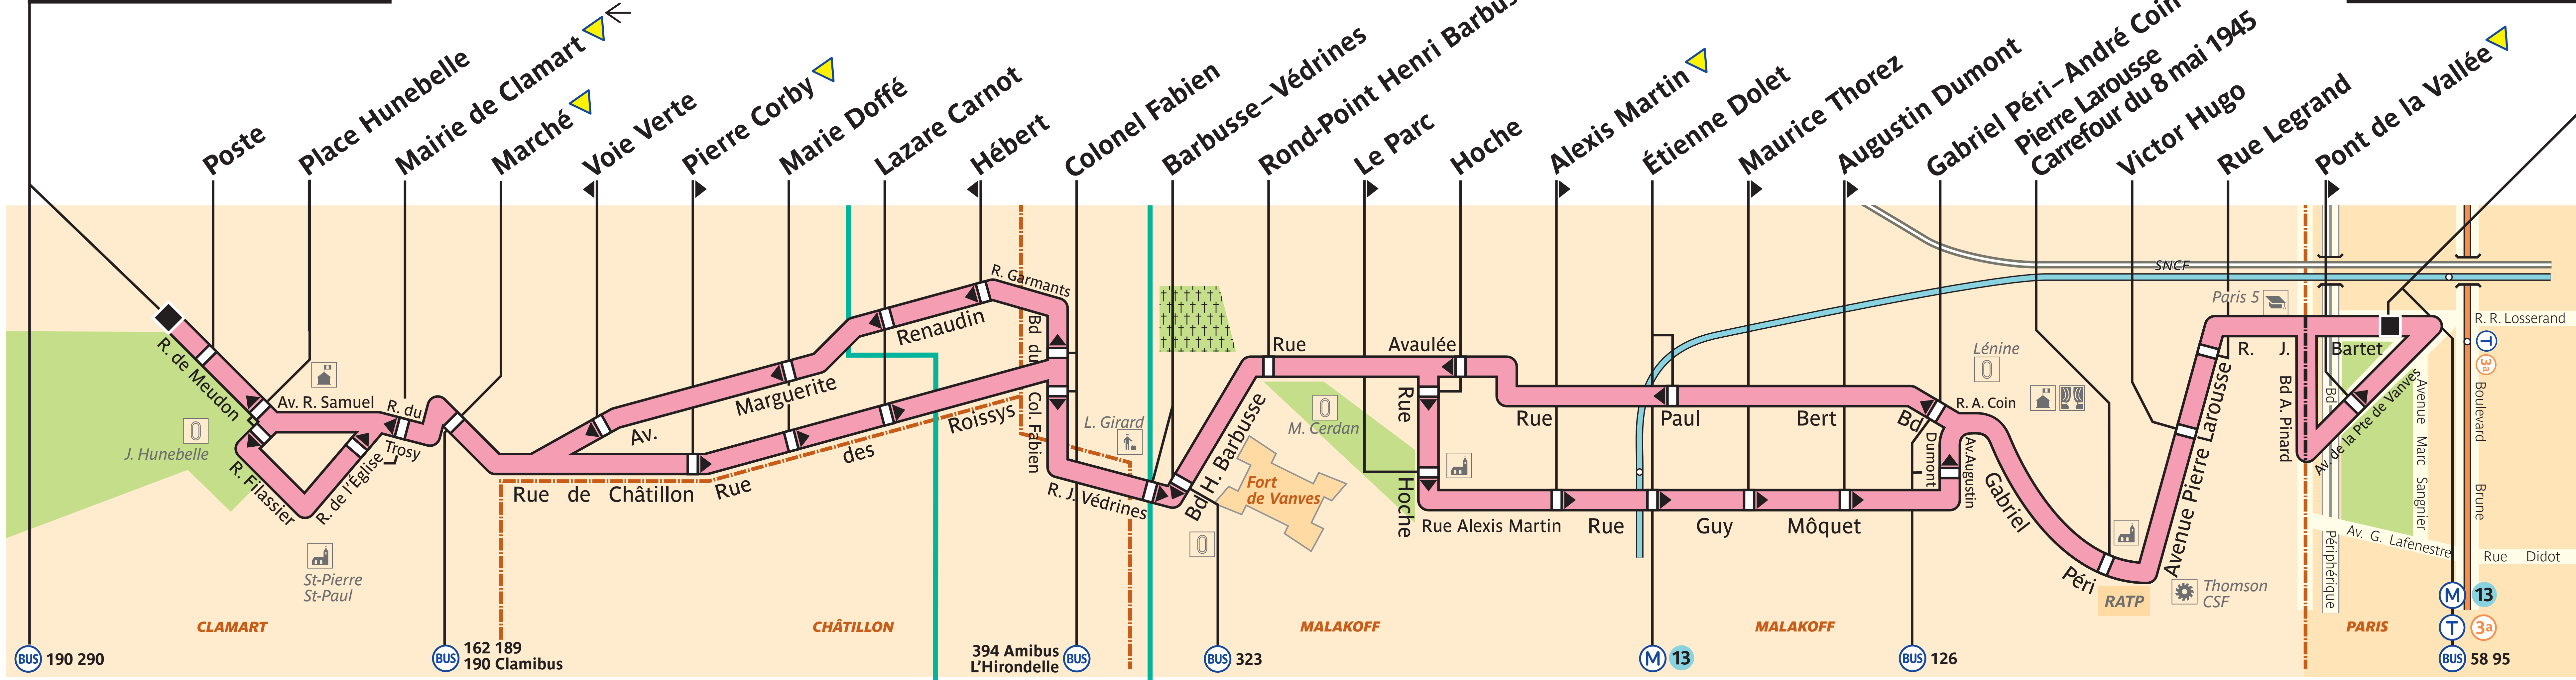 Poste
Place Hunebelle
Mairie de Clamart
Marché
Voie Verte
Pierre Corby
Marie Doffé
Lazare Carnot
Hébert
Colonel Fabien
Barbusse–Védrines
Rond-Point Henri Barbus
Le Parc
Hoche
Alexis Martin
Étienne Dolet
Maurice Thorez
Augustin Dumont
Gabriel Péri–André Coin
Pierre Larousse
Carrefour du 8 mai 1945
Victor Hugo
Rue Legrand
Pont de la Vallée
R. de Meudon
J. Hunebelle
R. Filassier
R. de l'Église
Av. R. Samuel
R. du
Trosy
St-Pierre
St-Paul
CLAMART
BUS 190 290
BUS 162 189
190 Clamibus
Rue de Châtillon
Av.
Marguerite
Renaudin
R. Garmants
Rue
des
Roissys
Bd du
Col. Fabien
CHÂTILLON
394 Amibus
L'Hirondelle BUS
L. Girard
R. J. Védrines
Bd H. Barbusse
Fort
de Vanves
BUS 323
Rue
Avaulée
M. Cerdan
Rue
Hoche
Rue Alexis Martin
Rue
Guy
Môquet
MALAKOFF
Rue
Paul
Bert
Bd
Dumont
Av.Augustin
M 13
MALAKOFF
BUS 126
Lénine
R. A. Coin
Gabriel
Péri
RATP
SNCF
Avenue Pierre Larousse
Thomson
CSF
Paris 5
R. J.
Bartet
Bd A. Pinard
Bd
Périphérique
Av. de la Pte de Vanves
Avenue Marc Sangnier
Av. G. Lafenestre
R. R. Losserand
T
3a
Boulevard
Brune
Rue Didot
PARIS
M 13
T 3a
BUS 58 95